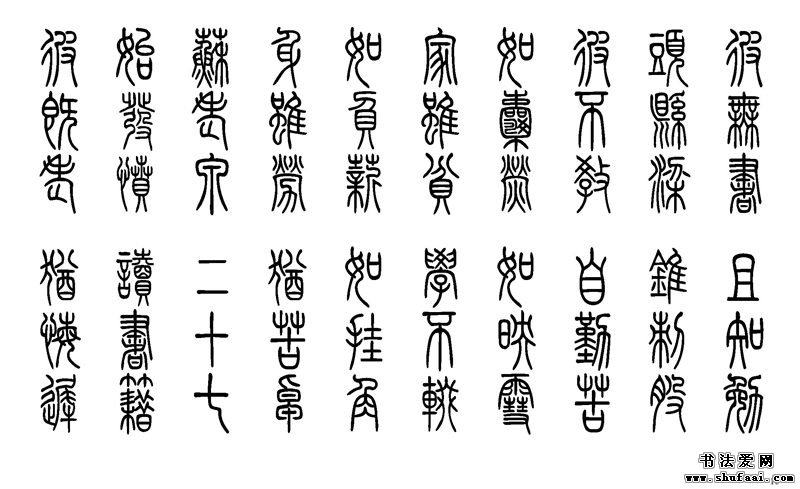 彼無書 且知勉
頭縣梁 錐刺股
彼不教 自勤苦
如囊熒 如映雪
家雖貧 學不輟
如負薪 如挂角
身雖勞 猶苦卓
蘇老泉 二十七
始發憤 讀書籍
彼既老 猶悔遲
书法爱网
www.shufaai.com